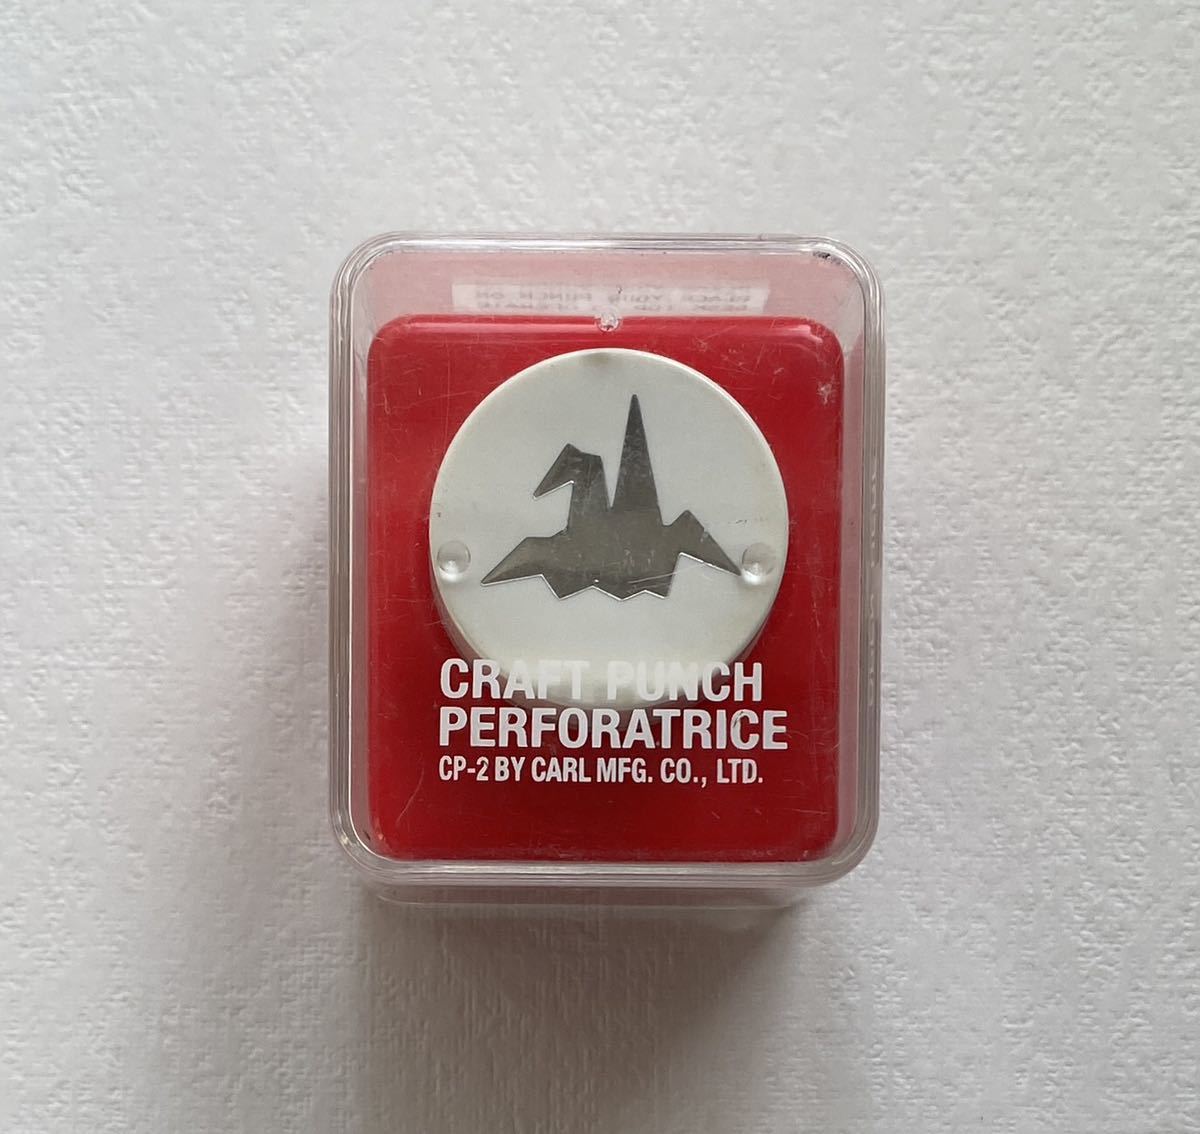 CRAFT PUNCH
PERFORATRICE
CP-2 BY CARL MFG. CO., LTD.